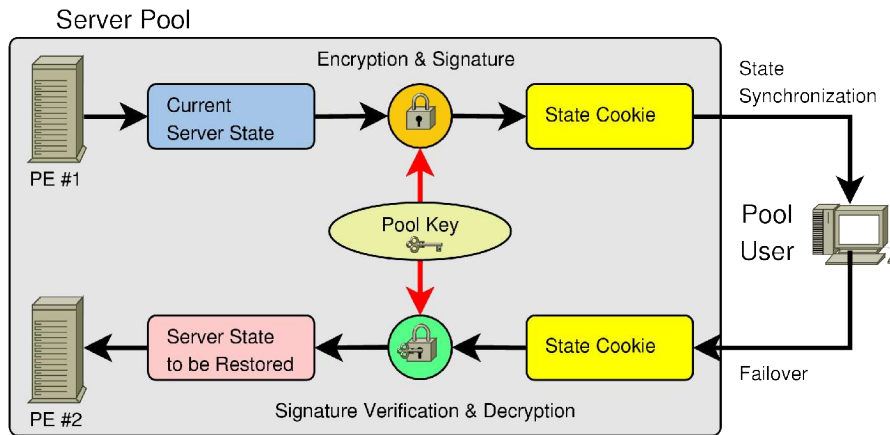 Server Pool
Encryption & Signature
State
Synchronization
Current
Server State
State Cookie
PE #1
Pool Key
Pool
User
Server State
to be Restored
State Cookie
Failover
PE #2
Signature Verification & Decryption